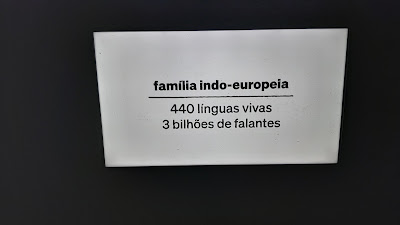 família indo-europeia
440 línguas vivas
3 bilhões de falantes